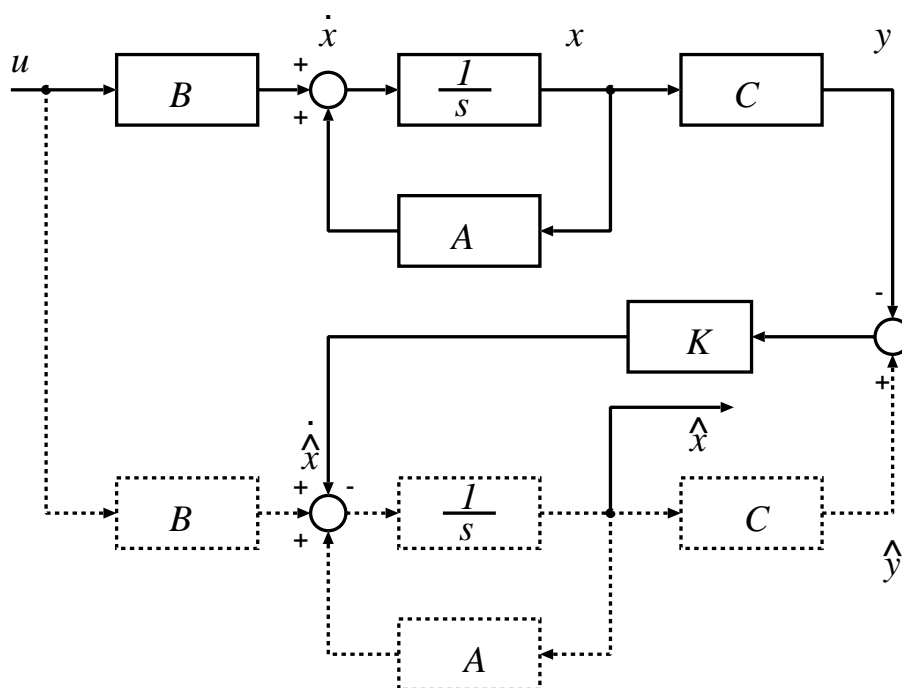 ẋ x y
u
+ B 1/s C
+
A
-
K
+
x̂̇ x̂
+ - B 1/s C
+
ŷ
A